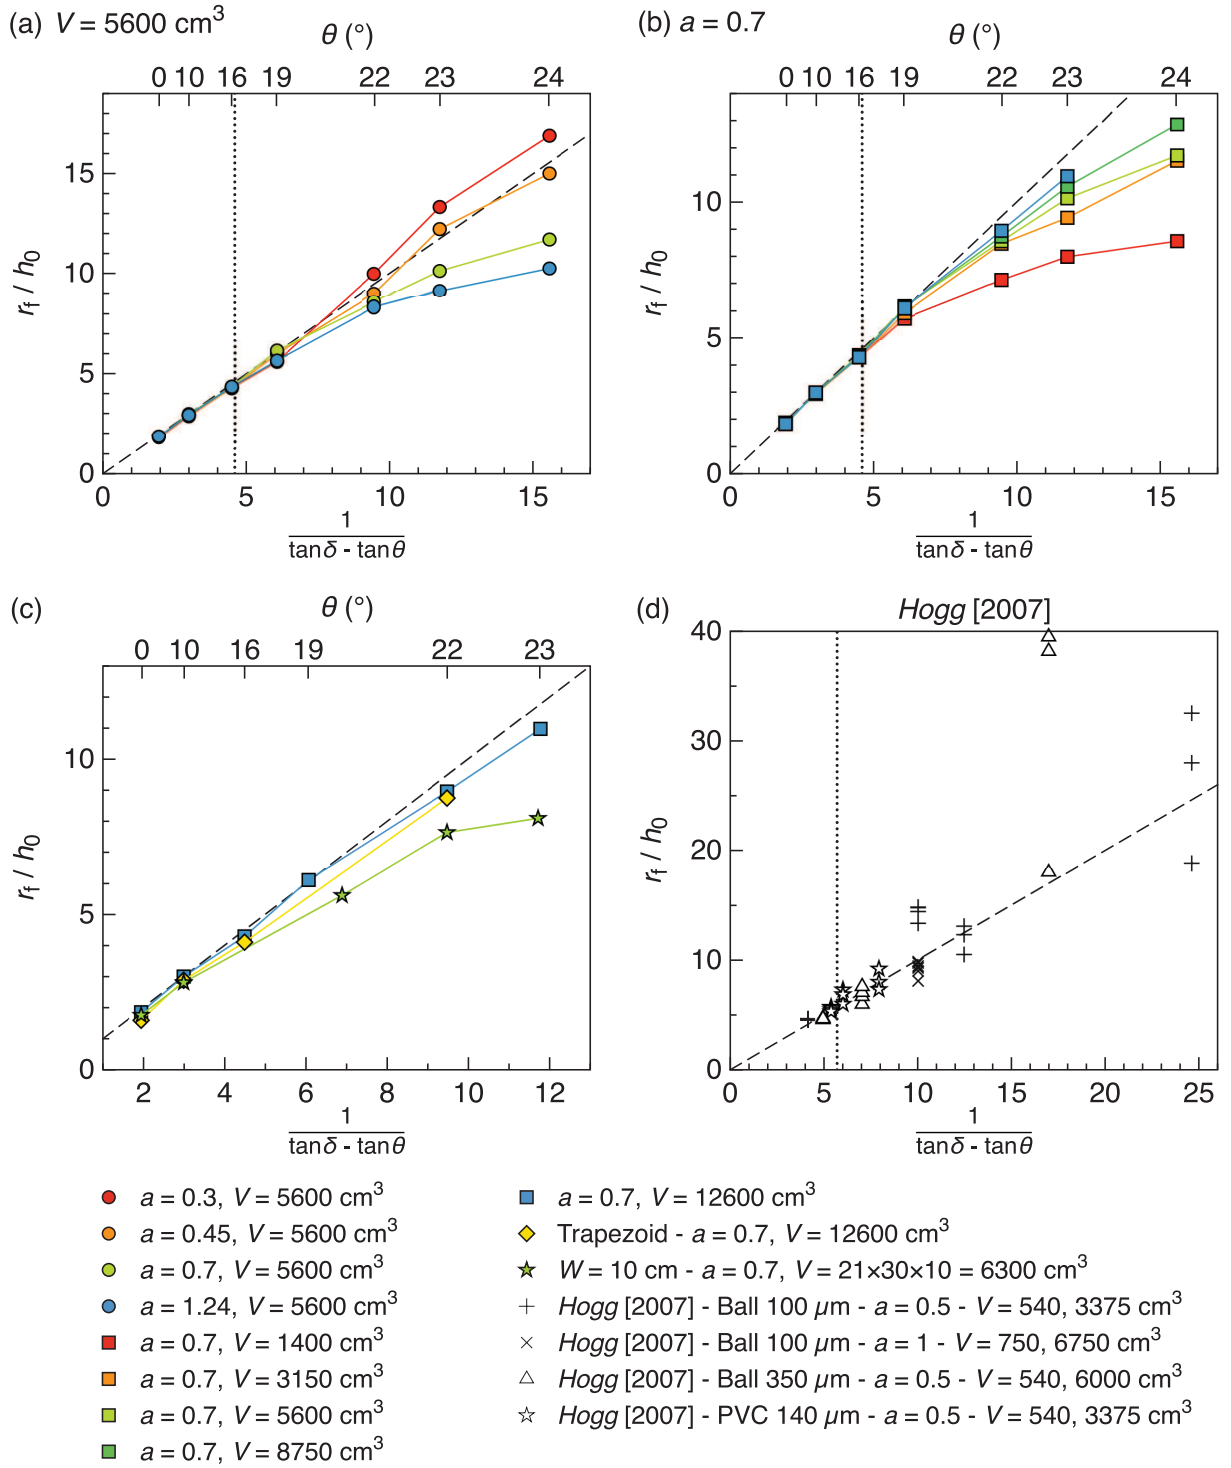 (a) V = 5600 cm³
θ (°)
0 10 16 19 22 23 24
15
10
5
0
r_f / h_0
0 5 10 15
1
tanδ - tanθ
(b) a = 0.7
θ (°)
0 10 16 19 22 23 24
10
5
0
r_f / h_0
0 5 10 15
1
tanδ - tanθ
(c)
θ (°)
0 10 16 19 22 23
10
5
0
r_f / h_0
2 4 6 8 10 12
1
tanδ - tanθ
(d) Hogg [2007]
40
30
20
10
0
r_f / h_0
0 5 10 15 20 25
1
tanδ - tanθ
a = 0.3, V = 5600 cm³
a = 0.45, V = 5600 cm³
a = 0.7, V = 5600 cm³
a = 1.24, V = 5600 cm³
a = 0.7, V = 1400 cm³
a = 0.7, V = 3150 cm³
a = 0.7, V = 5600 cm³
a = 0.7, V = 8750 cm³
a = 0.7, V = 12600 cm³
Trapezoid - a = 0.7, V = 12600 cm³
W = 10 cm - a = 0.7, V = 21×30×10 = 6300 cm³
Hogg [2007] - Ball 100 µm - a = 0.5 - V = 540, 3375 cm³
Hogg [2007] - Ball 100 µm - a = 1 - V = 750, 6750 cm³
Hogg [2007] - Ball 350 µm - a = 0.5 - V = 540, 6000 cm³
Hogg [2007] - PVC 140 µm - a = 0.5 - V = 540, 3375 cm³